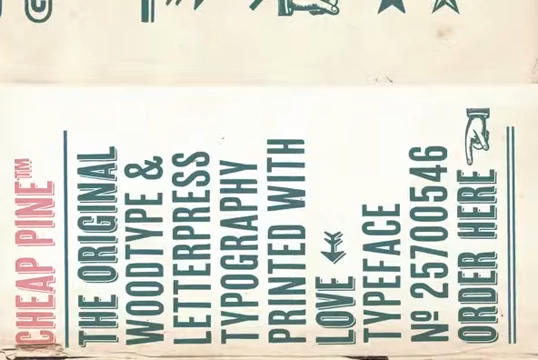 CHEAP PINE™
THE ORIGINAL
WOODTYPE &
LETTERPRESS
TYPOGRAPHY
PRINTED WITH
LOVE
TYPEFACE
Nº 25700546
ORDER HERE